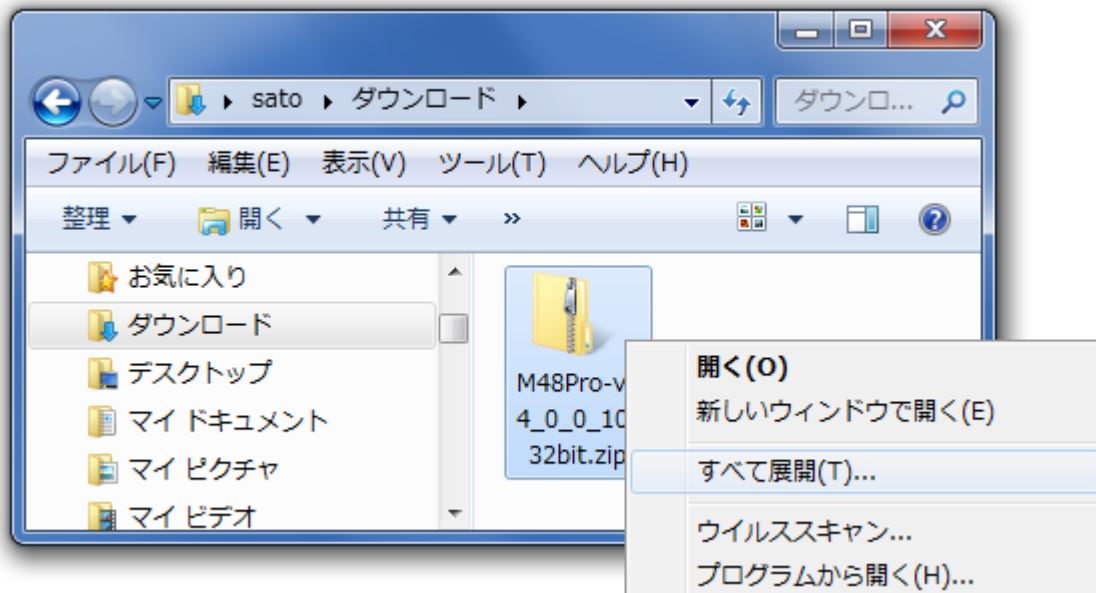 sato ダウンロード
ダウンロ...
ファイル(F) 編集(E) 表示(V) ツール(T) ヘルプ(H)
整理 開く 共有 »
お気に入り
ダウンロード
デスクトップ
マイ ドキュメント
マイ ピクチャ
マイ ビデオ
M48Pro-v
4_0_0_10
32bit.zip
開く(O)
新しいウィンドウで開く(E)
すべて展開(T)...
ウイルススキャン...
プログラムから開く(H)...